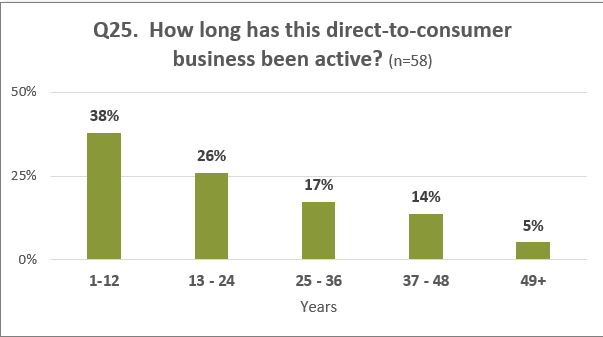 Q25.  How long has this direct-to-consumer
business been active? (n=58)
50%
38%
26%
25%
17%
14%
5%
0%
1-12
13 - 24
25 - 36
37 - 48
49+
Years